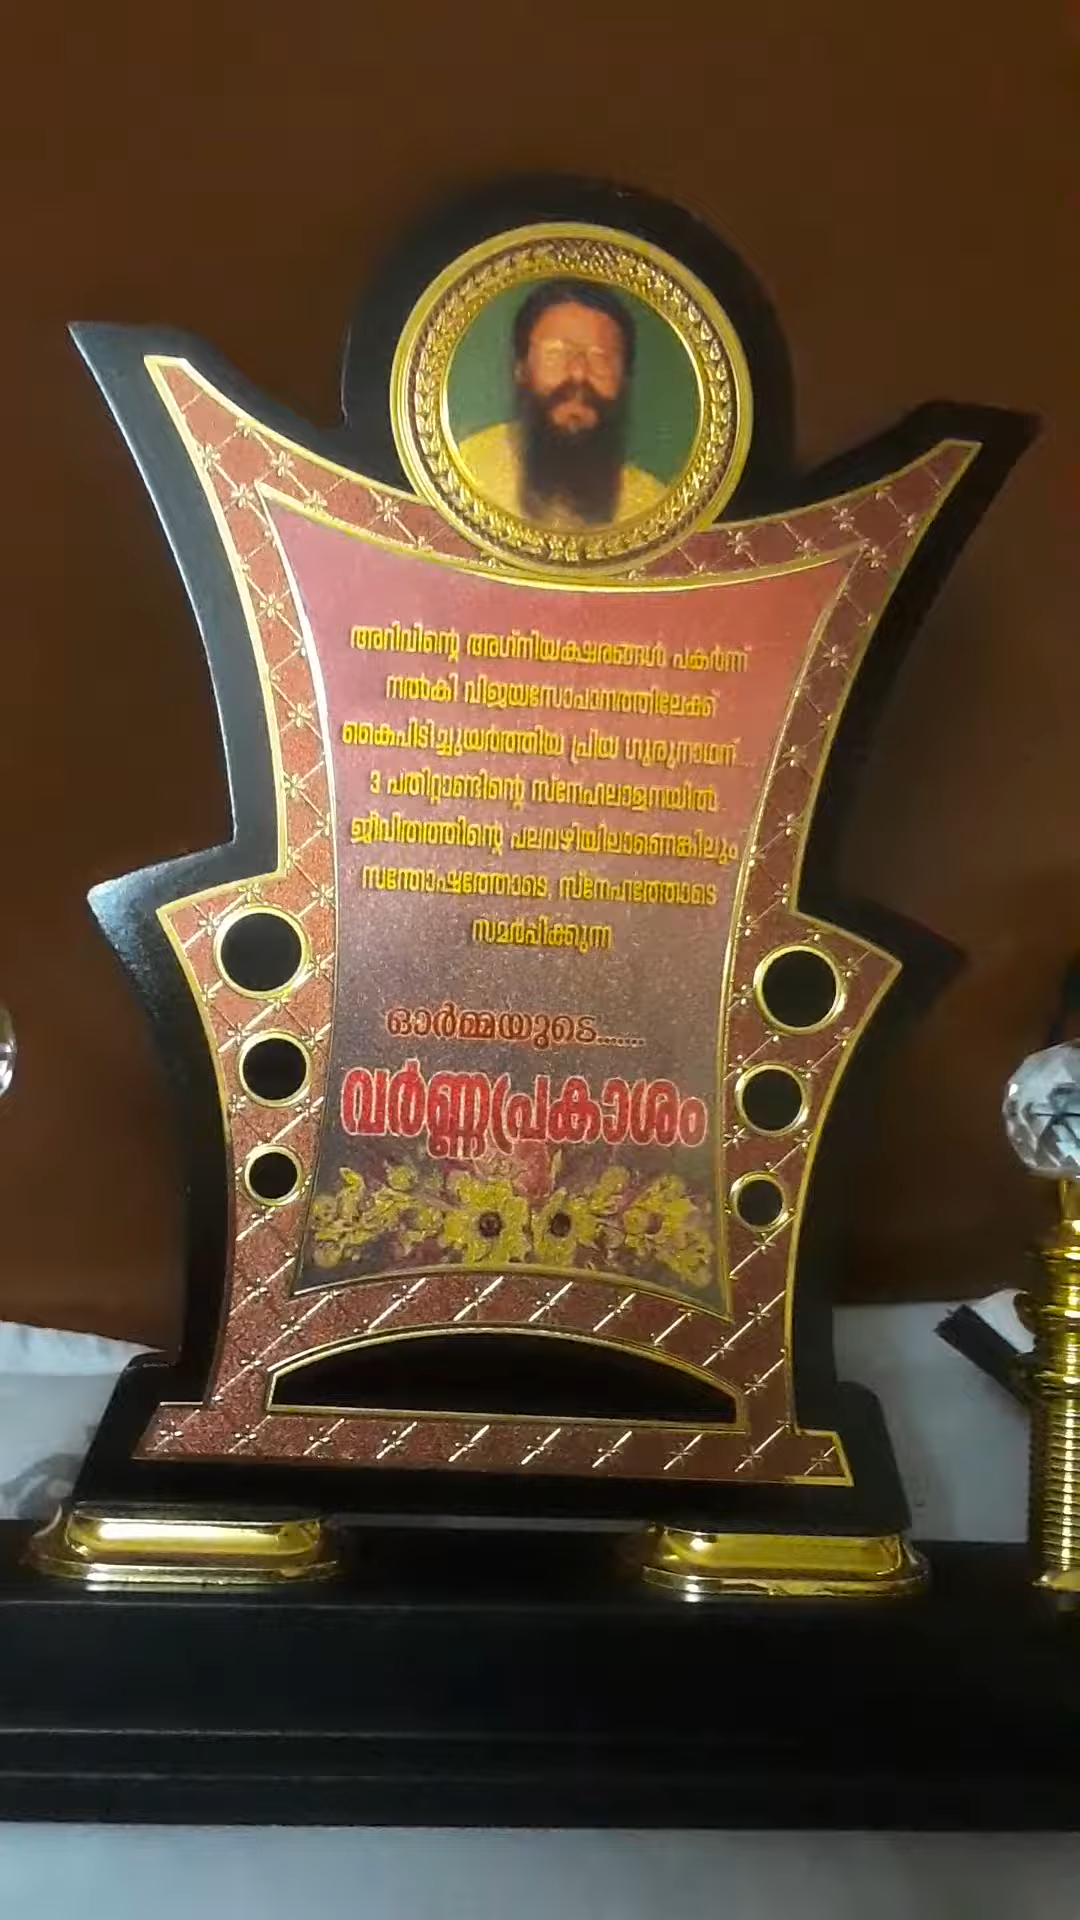 അറിവിന്റെ അഗ്നിയക്ഷരങ്ങൾ പകർന്ന്
നൽകി വിജയസോപാനത്തിലേക്ക്
കൈപിടിച്ചുയർത്തിയ പ്രിയ ഗുരുനാഥന്...
3 പതിറ്റാണ്ടിന്റെ സ്നേഹലാളനയിൽ..
ജീവിതത്തിന്റെ പലവഴിയിലാണെങ്കിലും
സന്തോഷത്തോടെ, സ്നേഹത്തോടെ
സമർപിക്കുന്ന
ഓർമ്മയുടെ.......
വർണ്ണപ്രകാശം